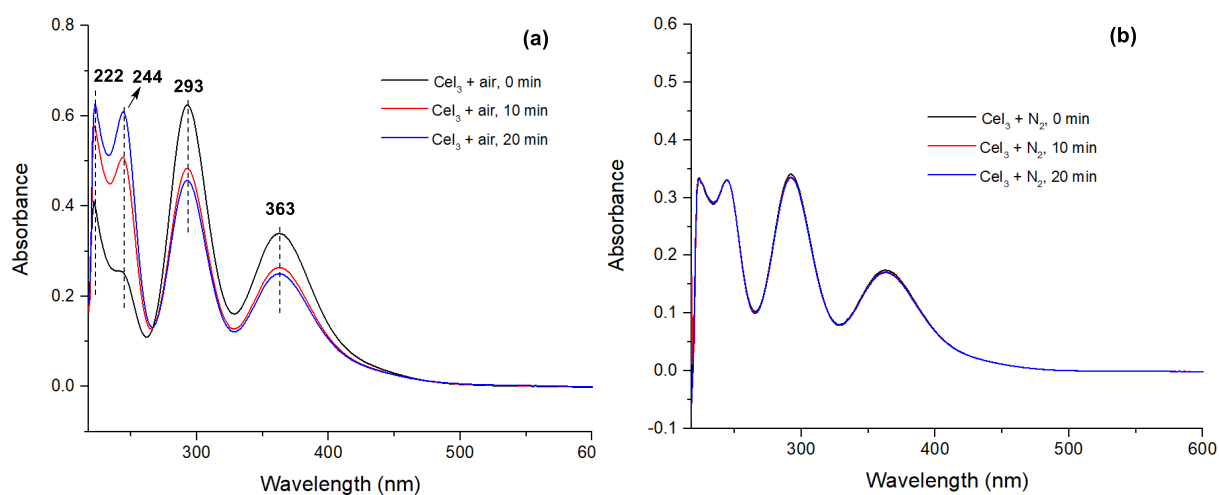 (a)
222 244 293
363
CeI₃ + air, 0 min
CeI₃ + air, 10 min
CeI₃ + air, 20 min
0.8
0.6
0.4
0.2
0.0
Absorbance
300 400 500 60
Wavelength (nm)
(b)
CeI₃ + N₂, 0 min
CeI₃ + N₂, 10 min
CeI₃ + N₂, 20 min
0.6
0.5
0.4
0.3
0.2
0.1
0.0
-0.1
Absorbance
300 400 500 600
Wavelength (nm)